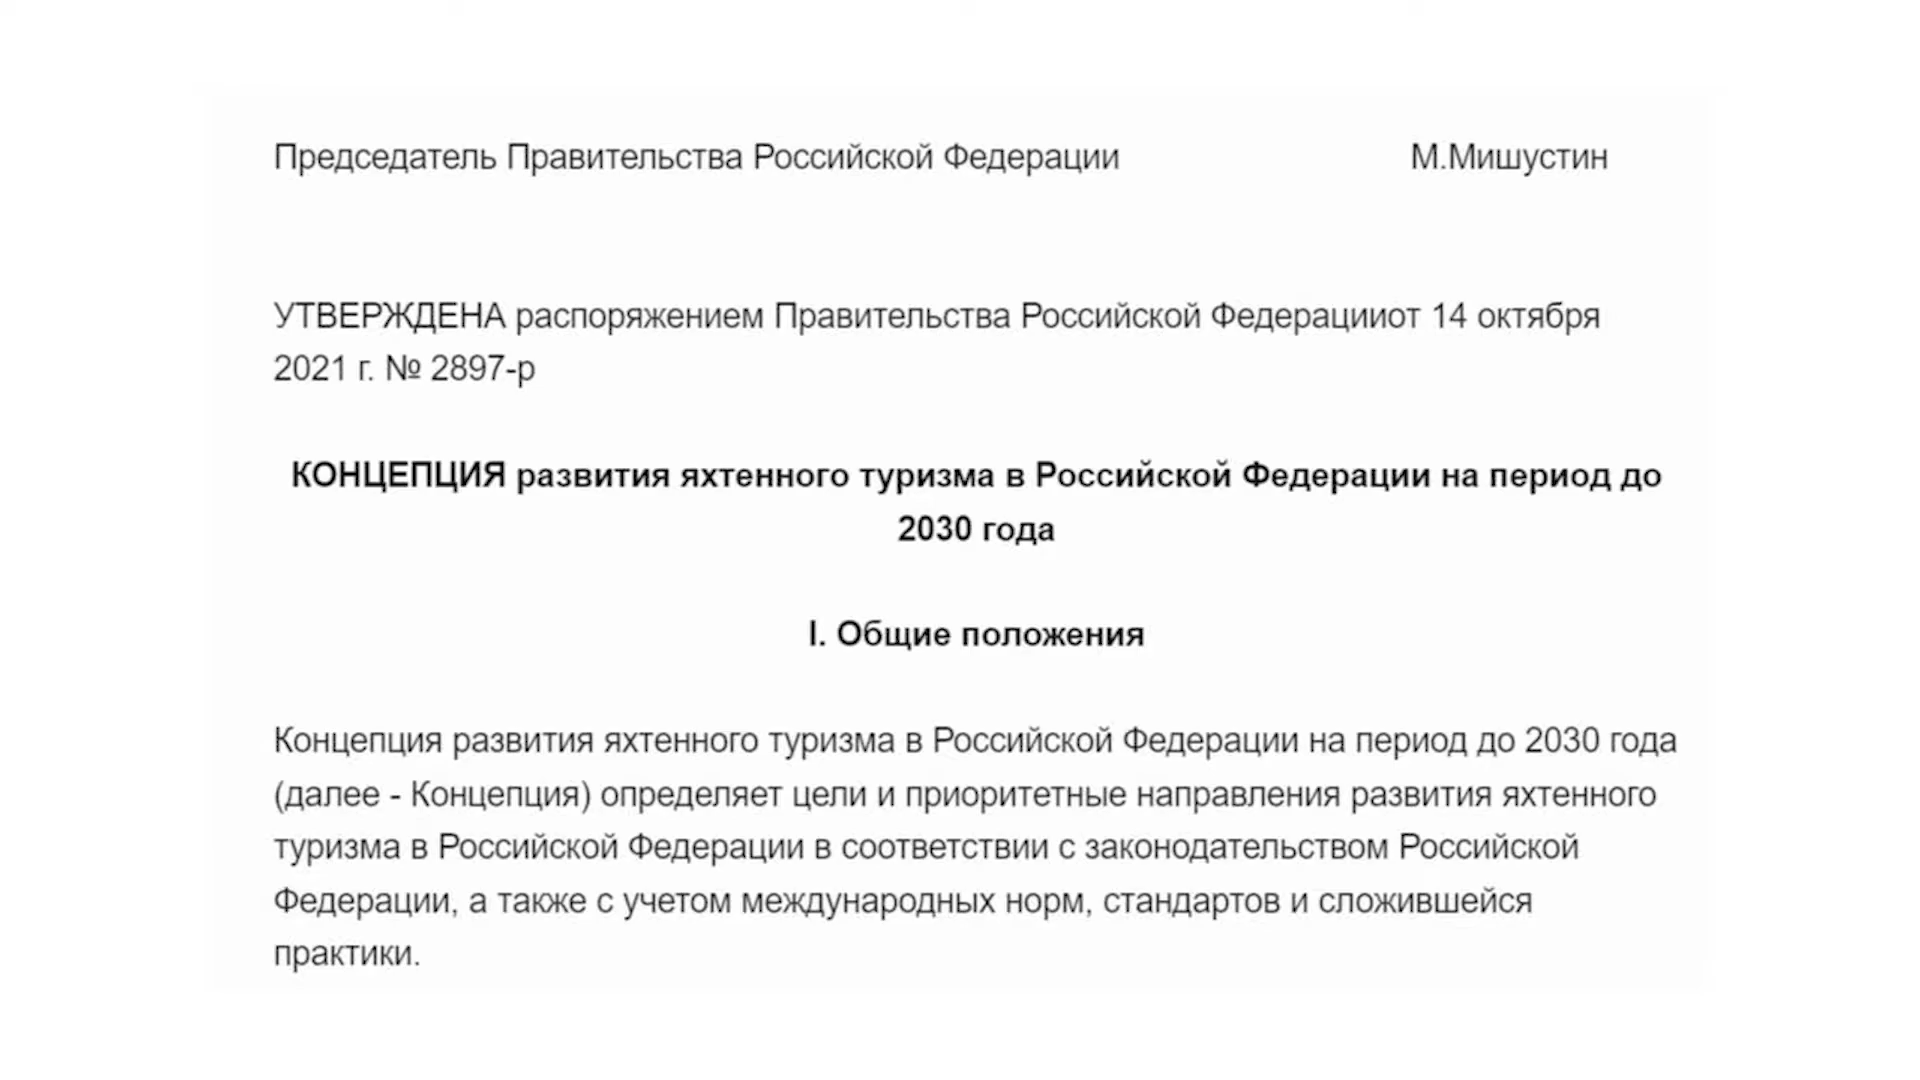 Председатель Правительства Российской Федерации М.Мишустин
УТВЕРЖДЕНА распоряжением Правительства Российской Федерацииот 14 октября
2021 г. № 2897-р
КОНЦЕПЦИЯ развития яхтенного туризма в Российской Федерации на период до
2030 года
I. Общие положения
Концепция развития яхтенного туризма в Российской Федерации на период до 2030 года
(далее - Концепция) определяет цели и приоритетные направления развития яхтенного
туризма в Российской Федерации в соответствии с законодательством Российской
Федерации, а также с учетом международных норм, стандартов и сложившейся
практики.